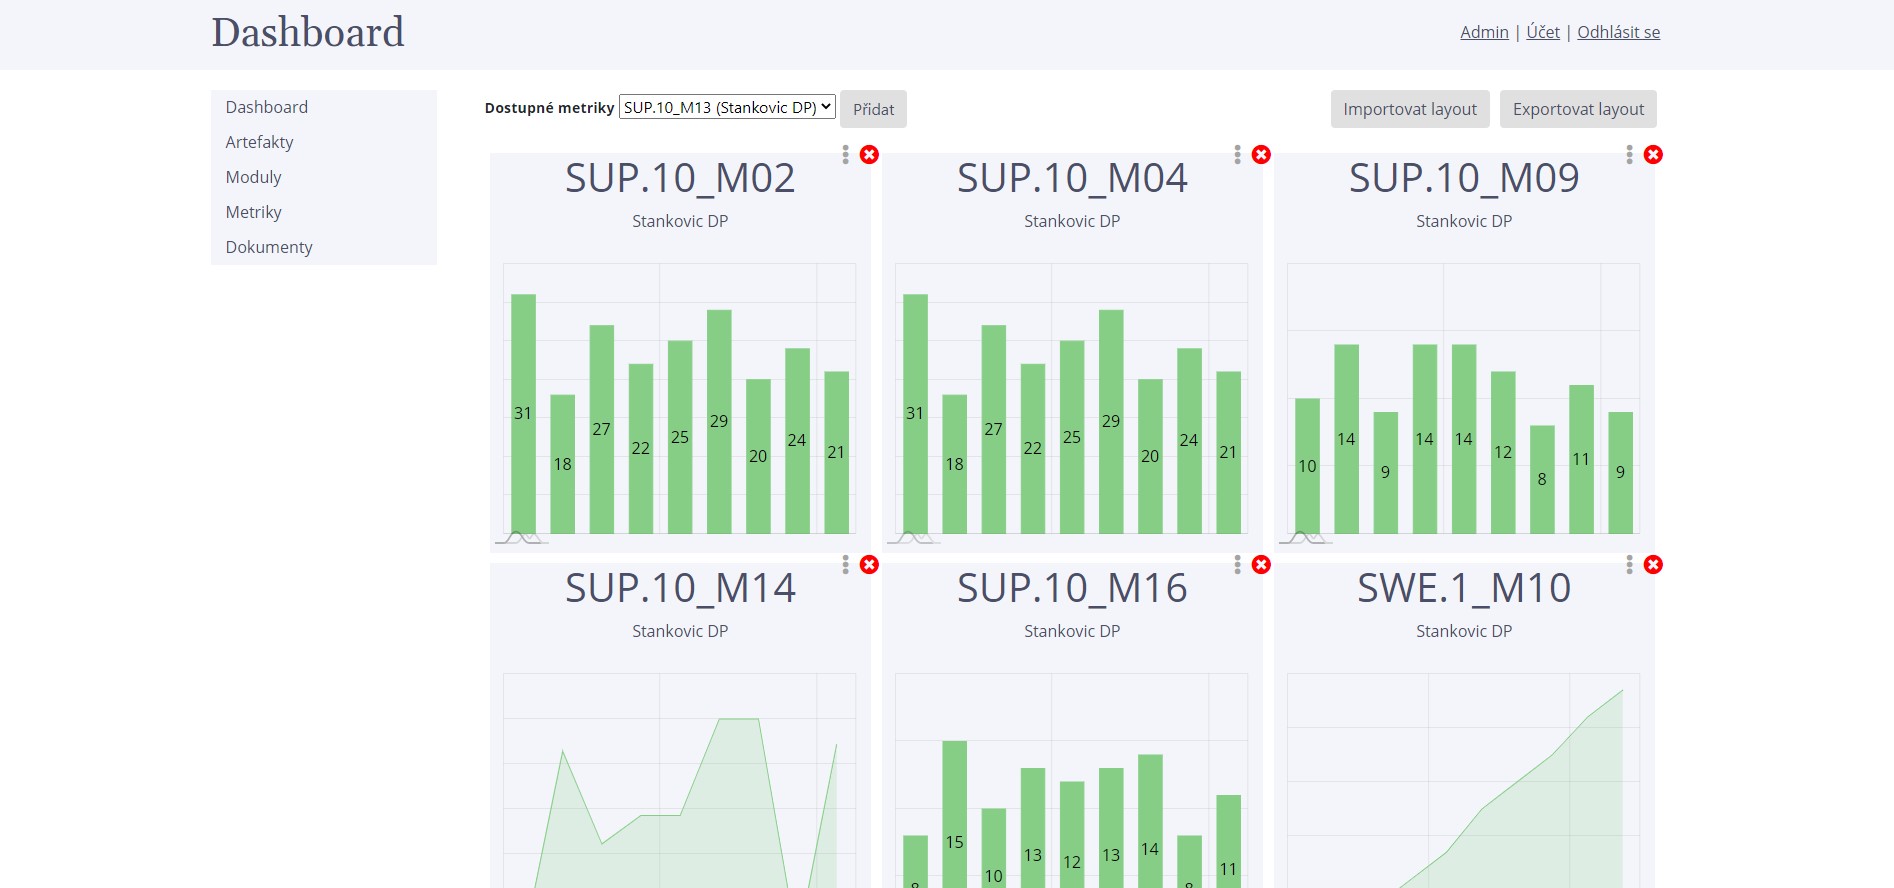 Dashboard
Admin | Účet | Odhlásit se
Dashboard
Artefakty
Moduly
Metriky
Dokumenty
Dostupné metriky SUP.10_M13 (Stankovic DP) Přidat
Importovat layout Exportovat layout
SUP.10_M02
Stankovic DP
31 18 27 22 25 29 20 24 21
SUP.10_M04
Stankovic DP
31 18 27 22 25 29 20 24 21
SUP.10_M09
Stankovic DP
10 14 9 14 14 12 8 11 9
SUP.10_M14
Stankovic DP
SUP.10_M16
Stankovic DP
15 10 13 12 13 14 11
SWE.1_M10
Stankovic DP